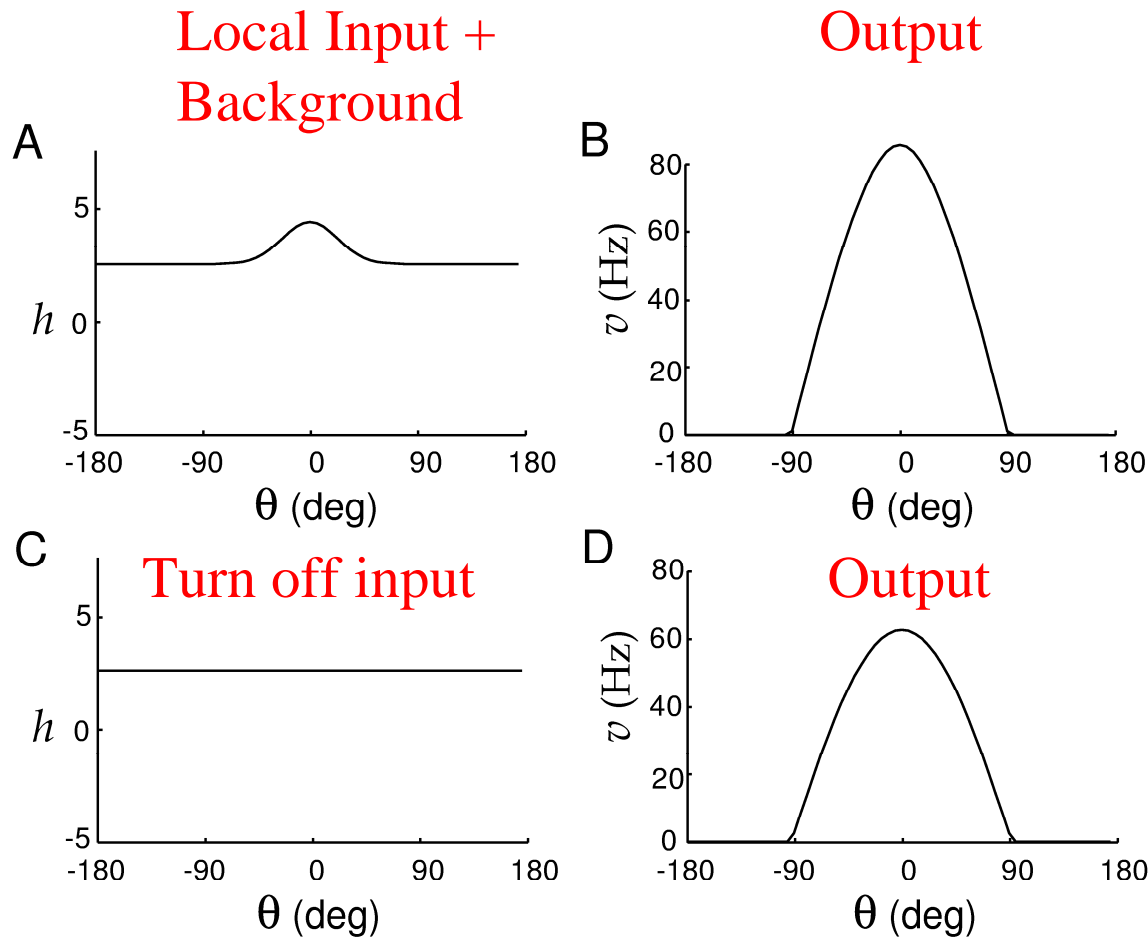 Local Input +
Background
Output
A
5
0
-5
h
-180 -90 0 90 180
θ (deg)
B
80
60
40
20
0
v (Hz)
-180 -90 0 90 180
θ (deg)
C
Turn off input
5
0
-5
h
-180 -90 0 90 180
θ (deg)
D
Output
80
60
40
20
0
v (Hz)
-180 -90 0 90 180
θ (deg)